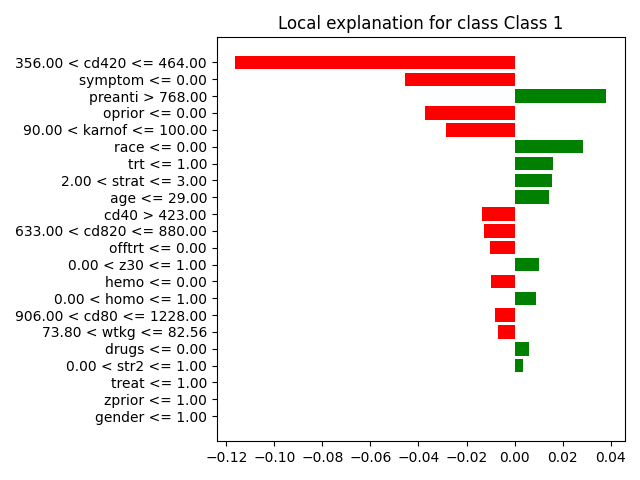 Local explanation for class Class 1
356.00 < cd420 <= 464.00
symptom <= 0.00
preanti > 768.00
oprior <= 0.00
90.00 < karnof <= 100.00
race <= 0.00
trt <= 1.00
2.00 < strat <= 3.00
age <= 29.00
cd40 > 423.00
633.00 < cd820 <= 880.00
offtrt <= 0.00
0.00 < z30 <= 1.00
hemo <= 0.00
0.00 < homo <= 1.00
906.00 < cd80 <= 1228.00
73.80 < wtkg <= 82.56
drugs <= 0.00
0.00 < str2 <= 1.00
treat <= 1.00
zprior <= 1.00
gender <= 1.00
−0.12 −0.10 −0.08 −0.06 −0.04 −0.02 0.00 0.02 0.04